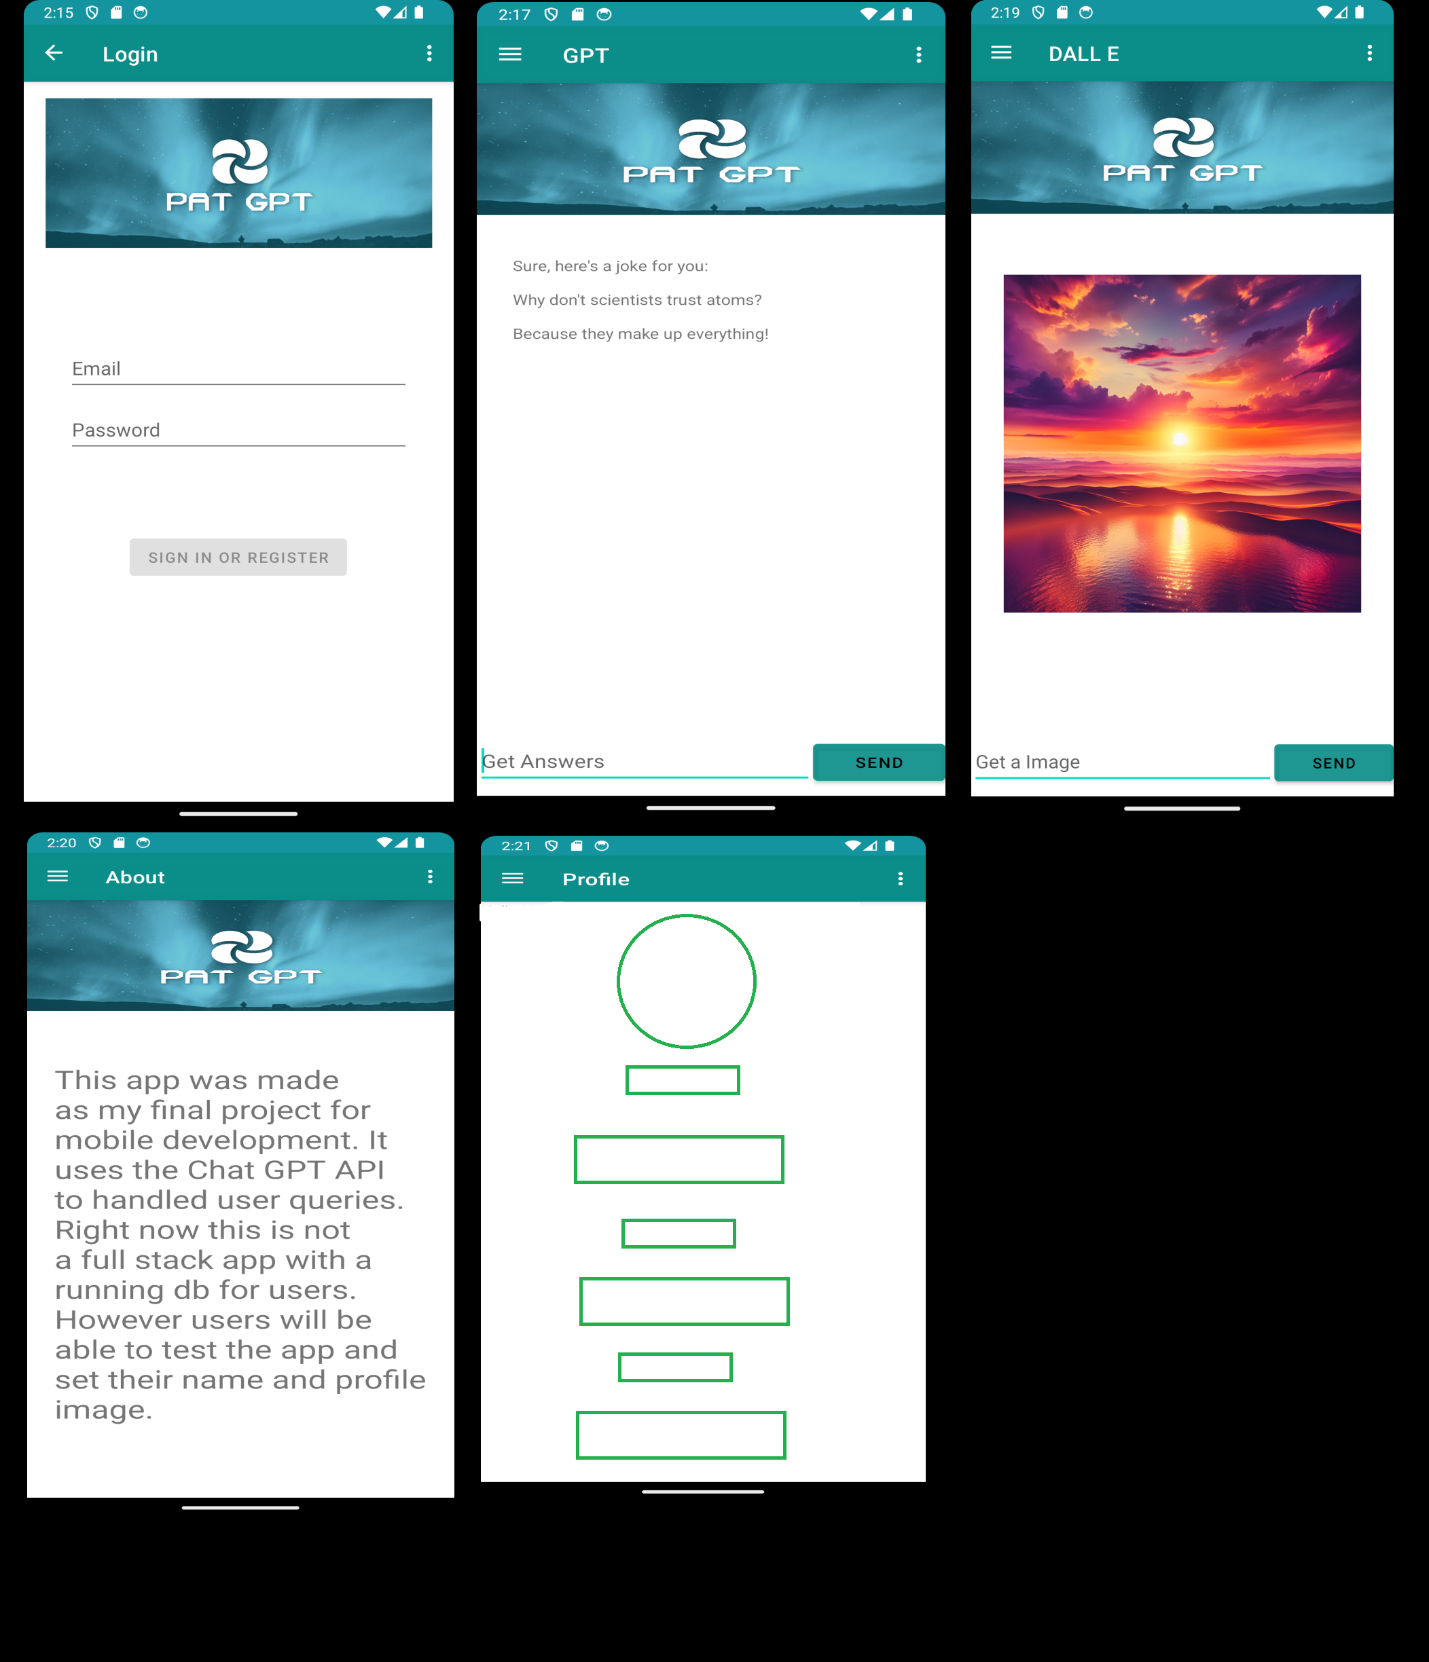 2:15
Login
PAT GPT
Email
Password
SIGN IN OR REGISTER
2:17
GPT
PAT GPT
Sure, here's a joke for you:
Why don't scientists trust atoms?
Because they make up everything!
Get Answers
SEND
2:19
DALL E
PAT GPT
Get a Image
SEND
2:20
About
PAT GPT
This app was made
as my final project for
mobile development. It
uses the Chat GPT API
to handled user queries.
Right now this is not
a full stack app with a
running db for users.
However users will be
able to test the app and
set their name and profile
image.
2:21
Profile